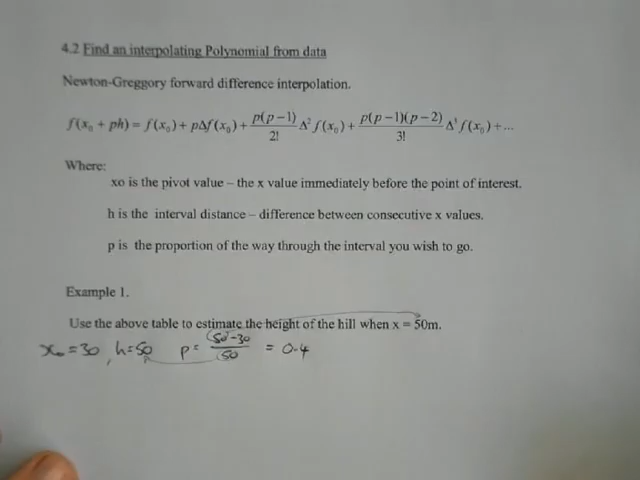 4.2 Find an interpolating Polynomial from data
Newton-Greggory forward difference interpolation.
f(x₀ + ph) = f(x₀) + pΔf(x₀) + p(p−1)/2! Δ² f(x₀) + p(p−1)(p−2)/3! Δ³ f(x₀) + ...
Where:
xo is the pivot value – the x value immediately before the point of interest.
h is the interval distance – difference between consecutive x values.
p is the proportion of the way through the interval you wish to go.
Example 1.
Use the above table to estimate the height of the hill when x = 50m.
x₀ = 30, h = 50 p = (50 − 30)/50 = 0.4